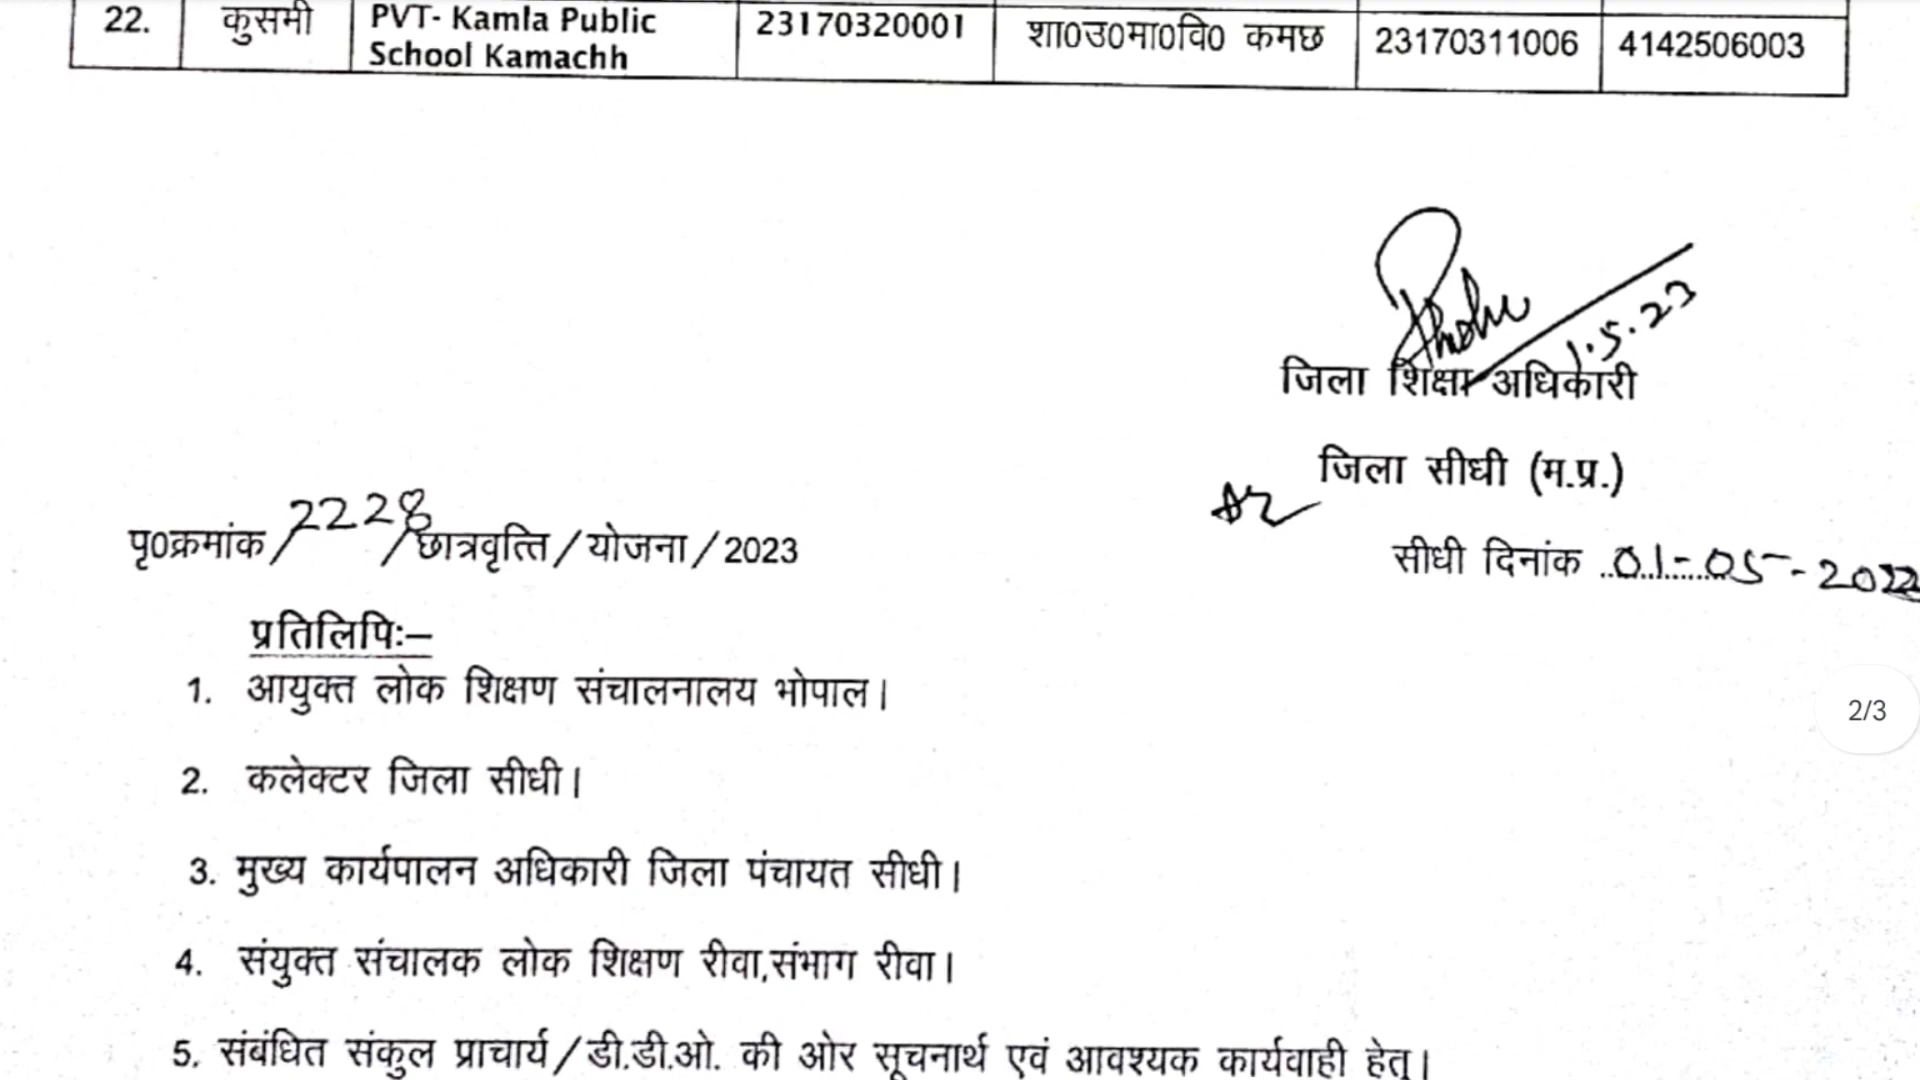 22. कुसमी PVT- Kamla Public School Kamachh 23170320001 शा0उ0मा0वि0 कमछ 23170311006 4142506003
1.5.23
जिला शिक्षा अधिकारी
जिला सीधी (म.प्र.)
पृ0क्रमांक /2228/छात्रवृत्ति/योजना/2023
सीधी दिनांक 01-05-
प्रतिलिपिः–
1. आयुक्त लोक शिक्षण संचालनालय भोपाल।
2/3
2. कलेक्टर जिला सीधी।
3. मुख्य कार्यपालन अधिकारी जिला पंचायत सीधी।
4. संयुक्त संचालक लोक शिक्षण रीवा,संभाग रीवा।
5. संबंधित संकुल प्राचार्य/डी.डी.ओ. की ओर सूचनार्थ एवं आवश्यक कार्यवाही हेतु।